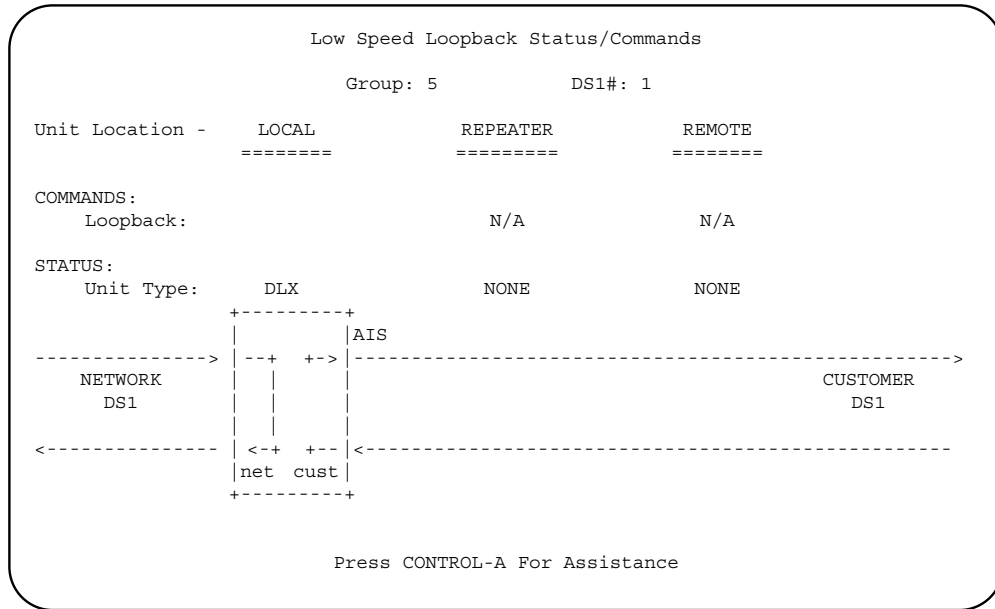 Low Speed Loopback Status/Commands
Group: 5 DS1#: 1
Unit Location - LOCAL REPEATER REMOTE
======== ========= ========
COMMANDS:
Loopback: N/A N/A
STATUS:
Unit Type: DLX NONE NONE
+---------+
| |AIS
---------------> |--+ +-> |---------------------------------------------------->
NETWORK | | | CUSTOMER
DS1 | | | DS1
| | |
<--------------- | <-+ +-- |<---------------------------------------------------
|net cust|
+---------+
Press CONTROL-A For Assistance